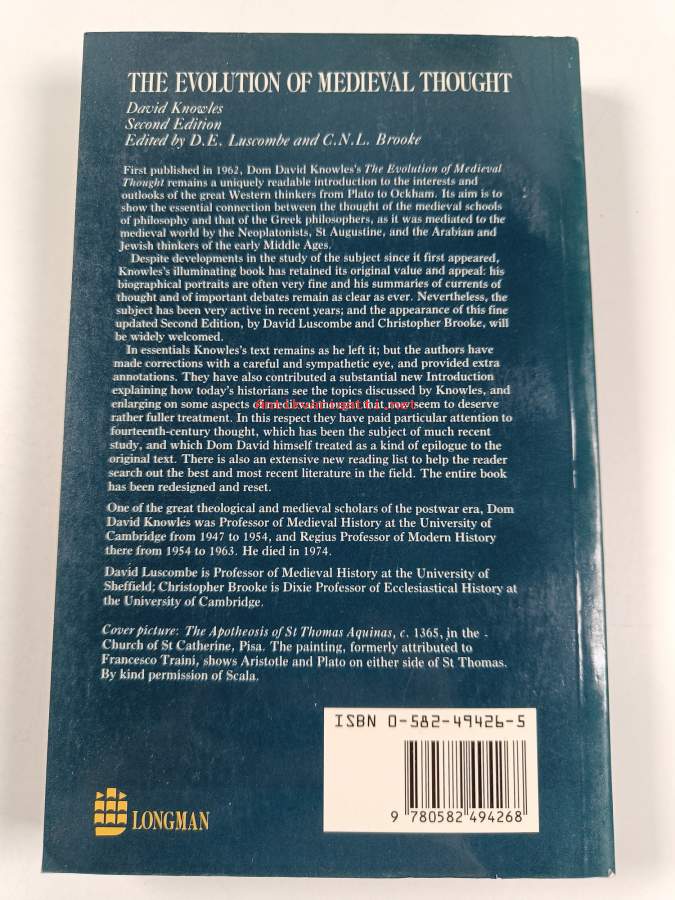 THE EVOLUTION OF MEDIEVAL THOUGHT
David Knowles
Second Edition
Edited by D.E. Luscombe and C.N.L. Brooke
First published in 1962, Dom David Knowles's The Evolution of Medieval
Thought remains a uniquely readable introduction to the interests and
outlooks of the great Western thinkers from Plato to Ockham. Its aim is to
show the essential connection between the thought of the medieval schools
of philosophy and that of the Greek philosophers, as it was mediated to the
medieval world by the Neoplatonists, St Augustine, and the Arabian and
Jewish thinkers of the early Middle Ages.
Despite developments in the study of the subject since it first appeared,
Knowles's illuminating book has retained its original value and appeal: his
biographical portraits are often very fine and his summaries of currents of
thought and of important debates remain as clear as ever. Nevertheless, the
subject has been very active in recent years; and the appearance of this fine
updated Second Edition, by David Luscombe and Christopher Brooke, will
be widely welcomed.
In essentials Knowles's text remains as he left it; but the authors have
made corrections with a careful and sympathetic eye, and provided extra
annotations. They have also contributed a substantial new Introduction
explaining how today's historians see the topics discussed by Knowles, and
enlarging on some aspects of medieval thought that now seem to deserve
rather fuller treatment. In this respect they have paid particular attention to
fourteenth-century thought, which has been the subject of much recent
study, and which Dom David himself treated as a kind of epilogue to the
original text. There is also an extensive new reading list to help the reader
search out the best and most recent literature in the field. The entire book
has been redesigned and reset.
One of the great theological and medieval scholars of the postwar era, Dom
David Knowles was Professor of Medieval History at the University of
Cambridge from 1947 to 1954, and Regius Professor of Modern History
there from 1954 to 1963. He died in 1974.
David Luscombe is Professor of Medieval History at the University of
Sheffield; Christopher Brooke is Dixie Professor of Ecclesiastical History at
the University of Cambridge.
Cover picture: The Apotheosis of St Thomas Aquinas, c. 1365, in the
Church of St Catherine, Pisa. The painting, formerly attributed to
Francesco Traini, shows Aristotle and Plato on either side of St Thomas.
By kind permission of Scala.
ISBN 0-582-49426-5
9 780582 494268
LONGMAN